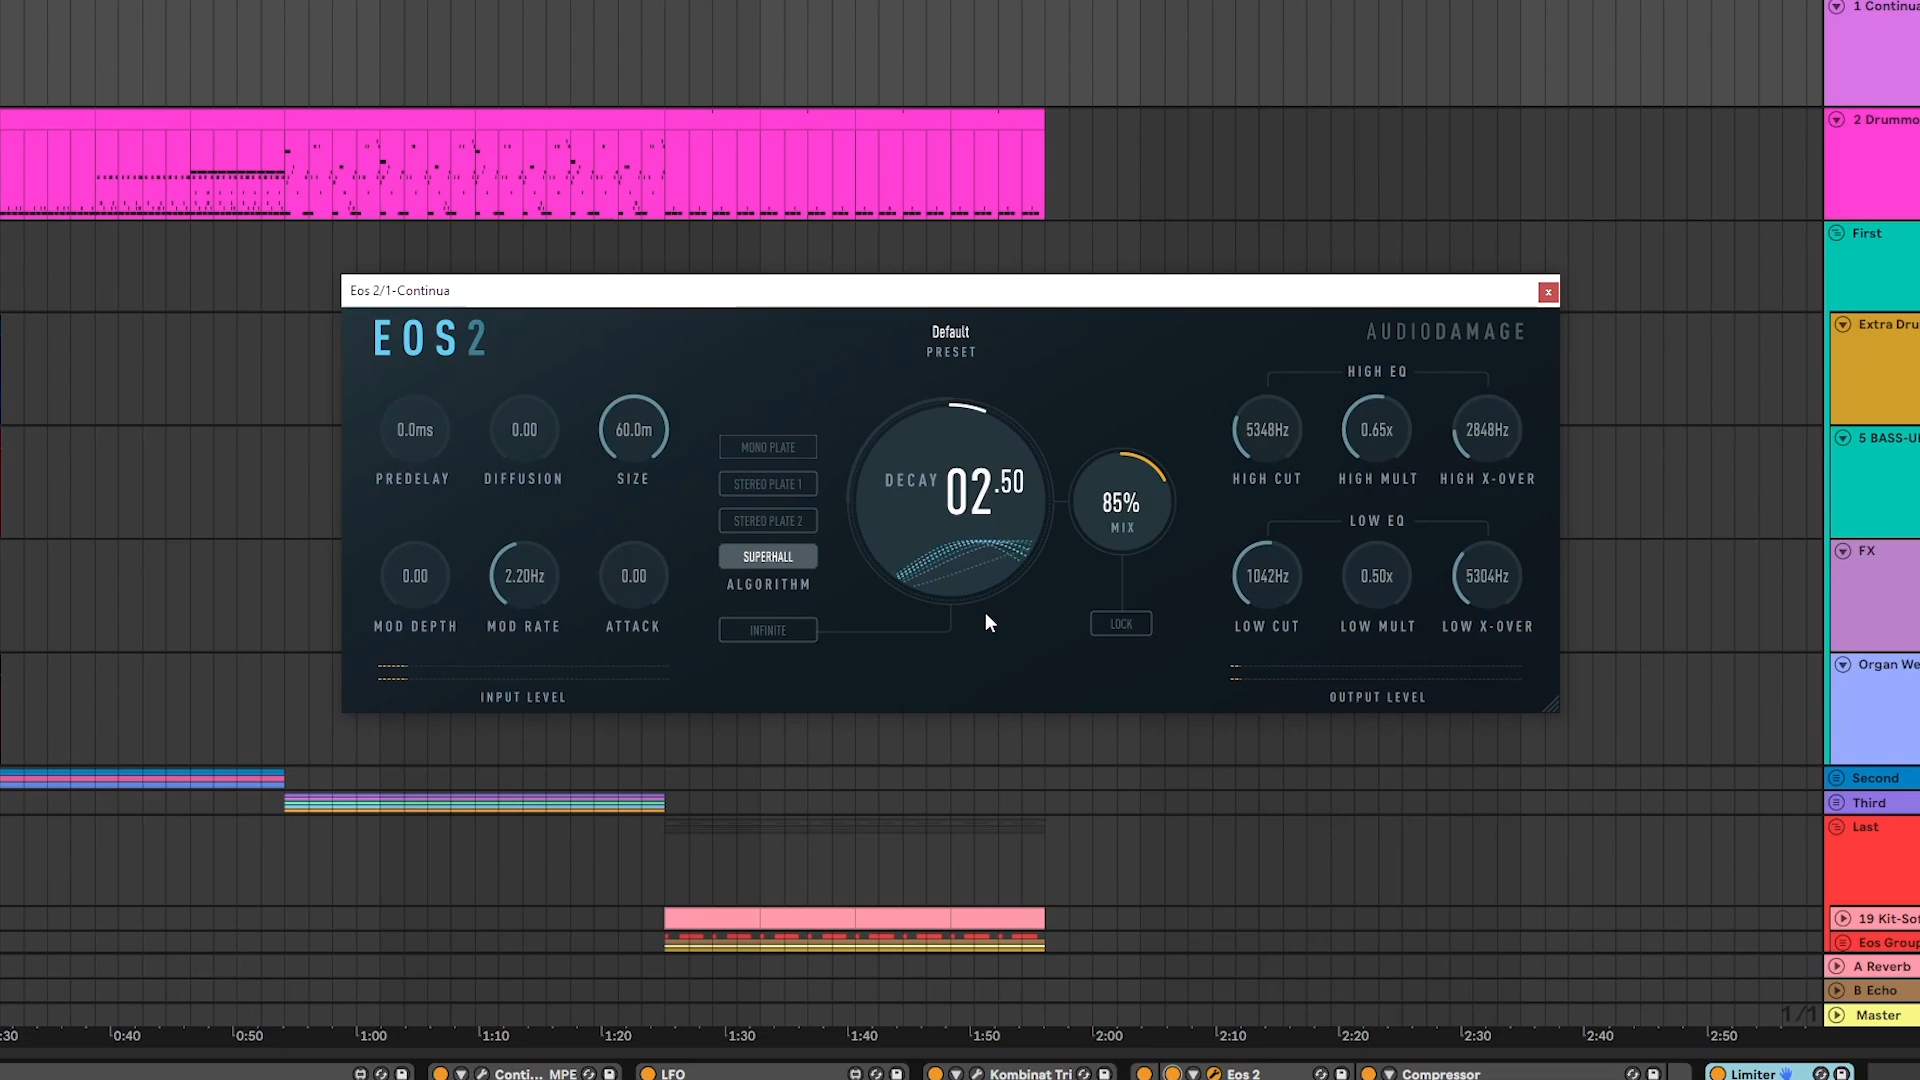 1 Continua
2 Drummo
First
Eos 2/1-Continua
x
EOS2
Default
PRESET
AUDIODAMAGE
Extra Dru
HIGH EQ
0.0ms
0.00
60.0m
5348Hz
0.65x
2848Hz
5 BASS-U
MONO PLATE
PREDELAY
DIFFUSION
SIZE
STEREO PLATE 1
DECAY 02.50
85%
MIX
HIGH CUT
HIGH MULT
HIGH X-OVER
STEREO PLATE 2
LOW EQ
SUPERHALL
ALGORITHM
FX
0.00
2.20Hz
0.00
1042Hz
0.50x
5304Hz
MOD DEPTH
MOD RATE
ATTACK
INFINITE
LOCK
LOW CUT
LOW MULT
LOW X-OVER
Organ We
INPUT LEVEL
OUTPUT LEVEL
Second
Third
Last
19 Kit-So
Eos Group
A Reverb
B Echo
1/1
Master
:30
0:40
0:50
1:00
1:10
1:20
1:30
1:40
1:50
2:00
2:10
2:20
2:30
2:40
2:50
Conti... MPE
LFO
Kombinat Tri
Eos 2
Compressor
Limiter